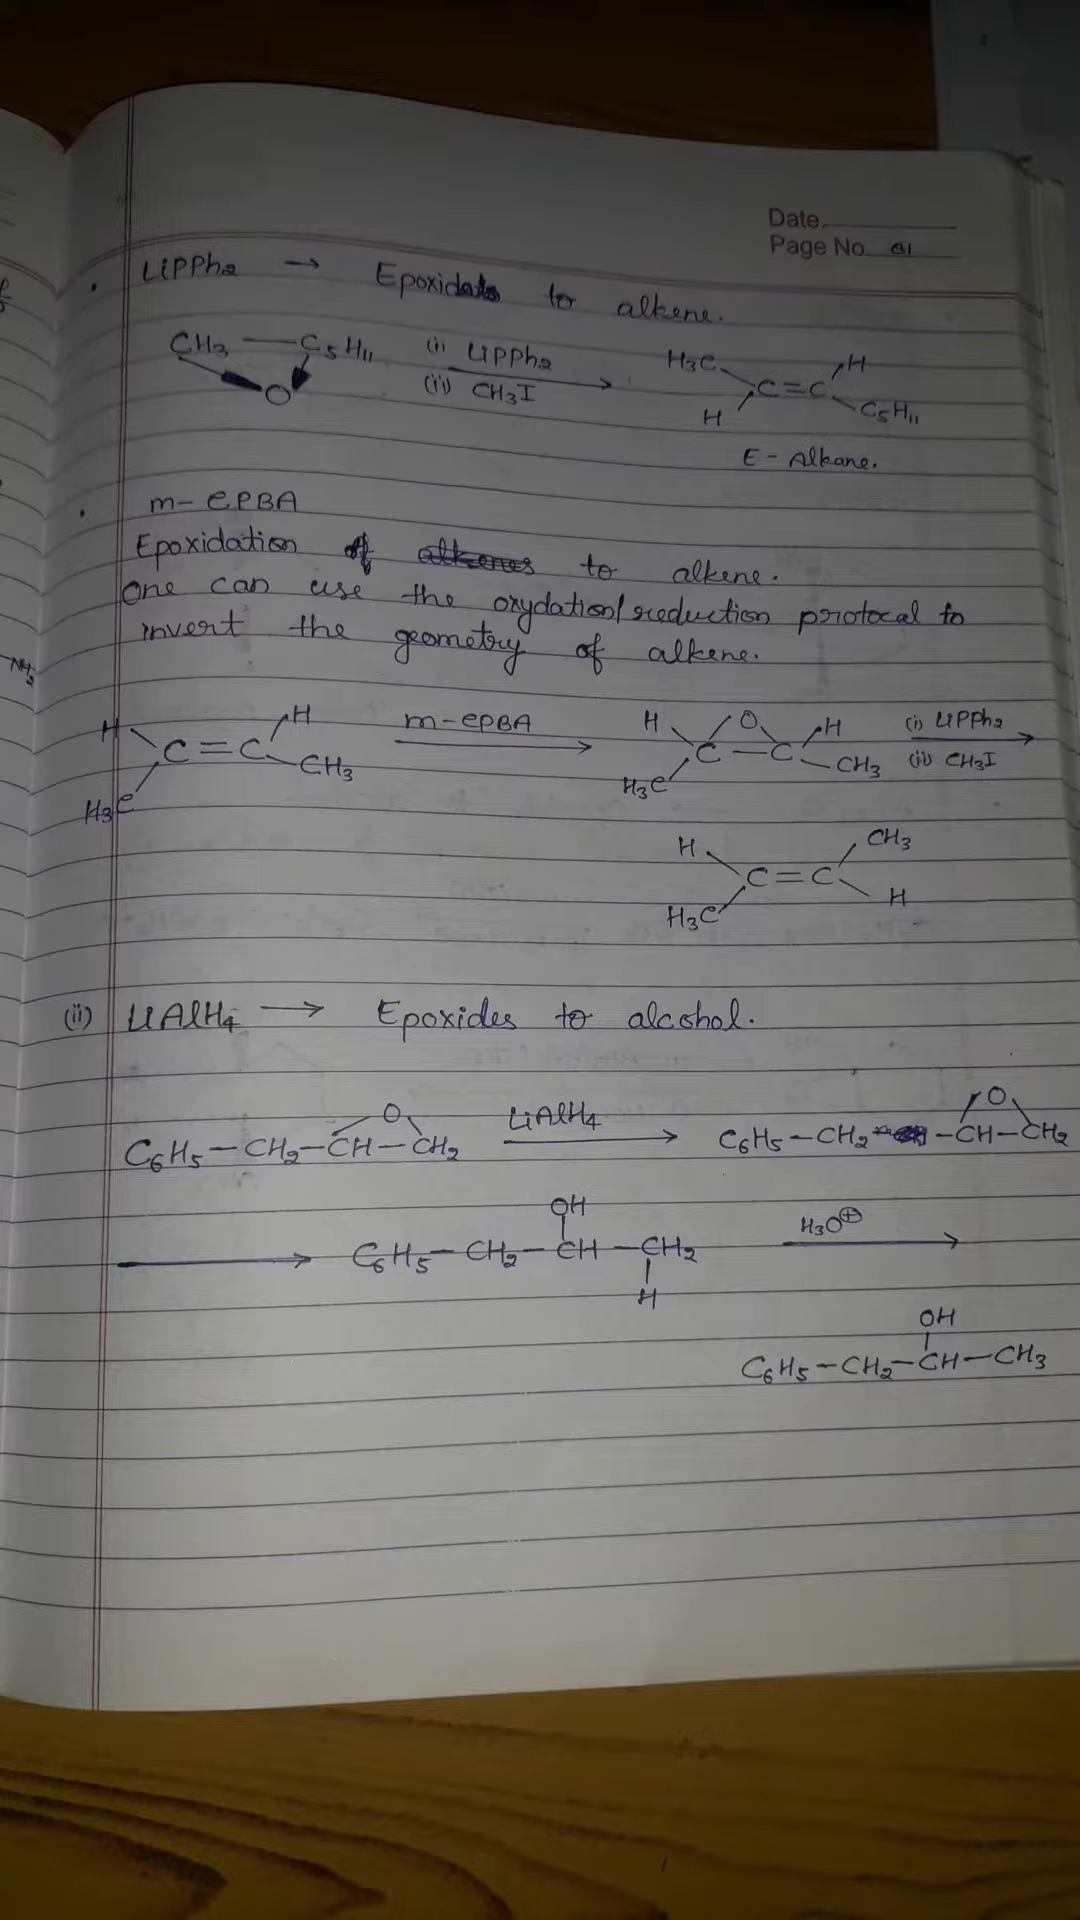 Date.
Page No. 31
• LiPPh₂ → Epoxidats to alkene.
CH₃ — C₅H₁₁ (i) LiPPh₂ H₃C H
O (ii) CH₃I → C=C
H C₅H₁₁
E - Alkane.
• m-CPBA
Epoxidation of alkenes to alkene.
one can use the oxydation/reduction protocal to
invert the geometry of alkene.
-NH₂
H H m-CPBA H O H (i) LiPPh₂
C=C → C — C →
H₃C CH₃ H₃C CH₃ (ii) CH₃I
H CH₃
C=C
H₃C H
(ii) LiAlH₄ → Epoxides to alcohol.
O LiAlH₄ O
C₆H₅-CH₂-CH-CH₂ → C₆H₅-CH₂-CH-CH₂
OH H₃O⊕
→ C₆H₅-CH₂-CH-CH₂ →
H
OH
C₆H₅-CH₂-CH-CH₃